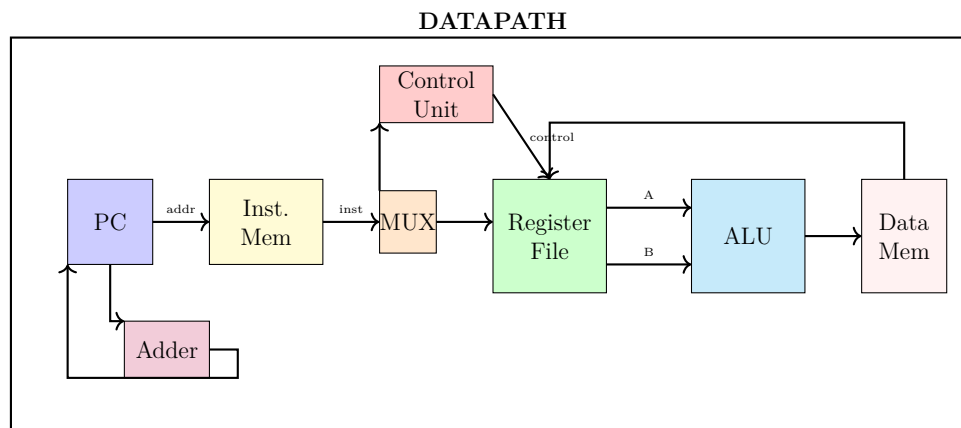 DATAPATH
Control
Unit
control
PC
addr
Inst.
Mem
inst
MUX
Register
File
A
B
ALU
Data
Mem
Adder